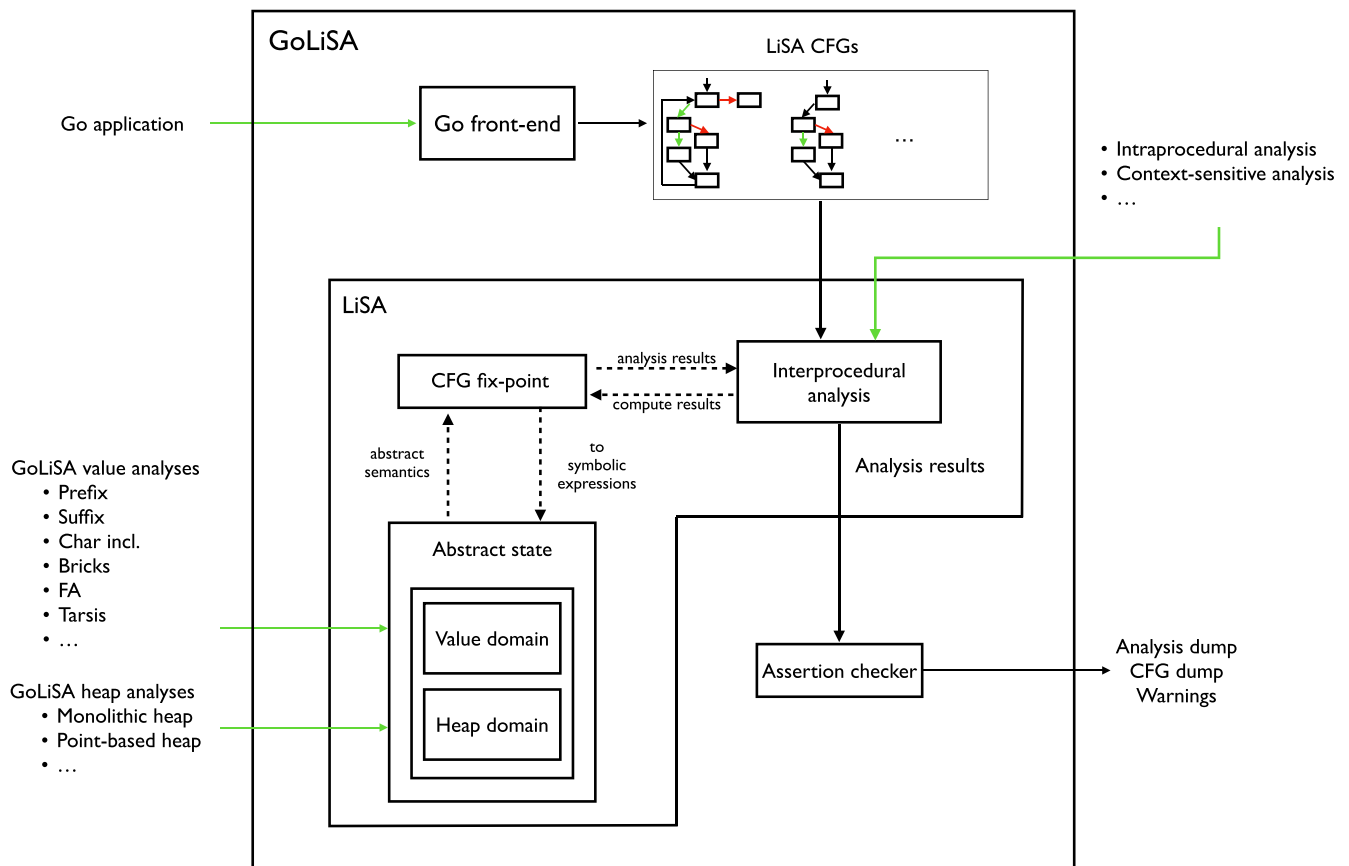 GoLiSA
LiSA CFGs
Go application
Go front-end
...
• Intraprocedural analysis
• Context-sensitive analysis
• ...
LiSA
CFG fix-point
analysis results
compute results
Interprocedural
analysis
abstract
semantics
to
symbolic
expressions
Analysis results
GoLiSA value analyses
• Prefix
• Suffix
• Char incl.
• Bricks
• FA
• Tarsis
• ...
Abstract state
Value domain
Heap domain
GoLiSA heap analyses
• Monolithic heap
• Point-based heap
• ...
Assertion checker
Analysis dump
CFG dump
Warnings